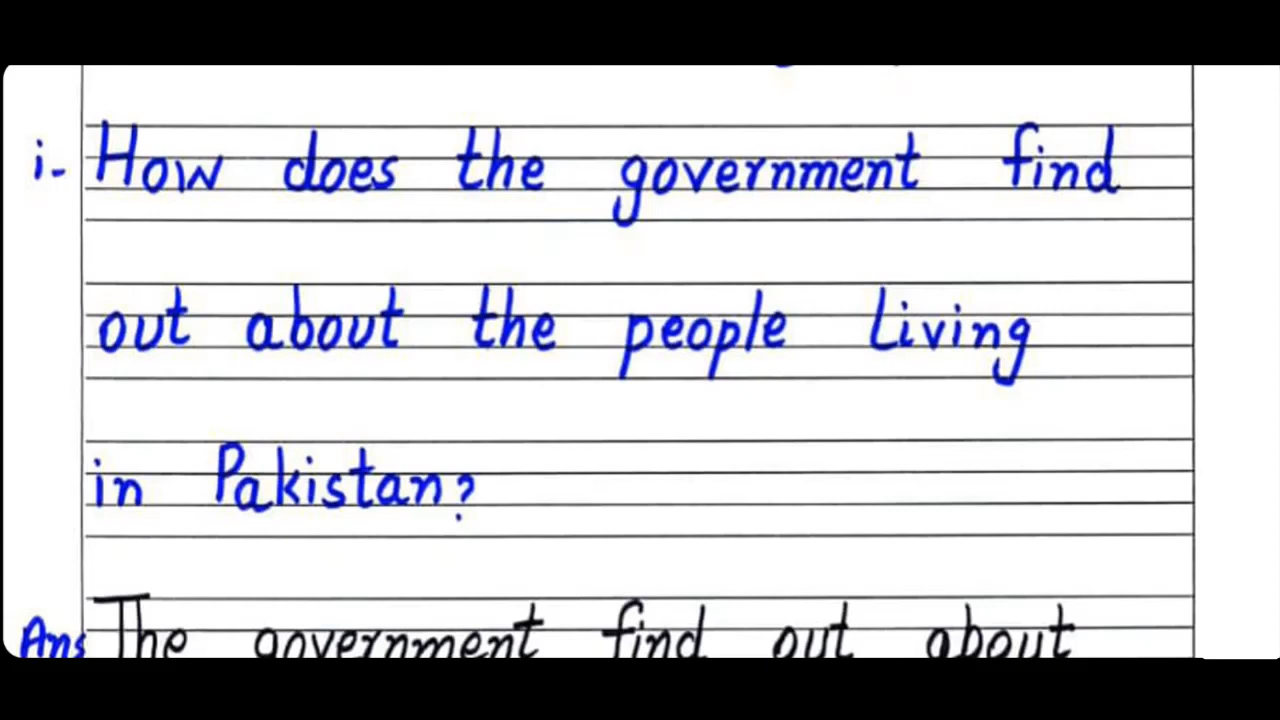 i- How does the government find
out about the people living
in Pakistan?
Ans The government find out about